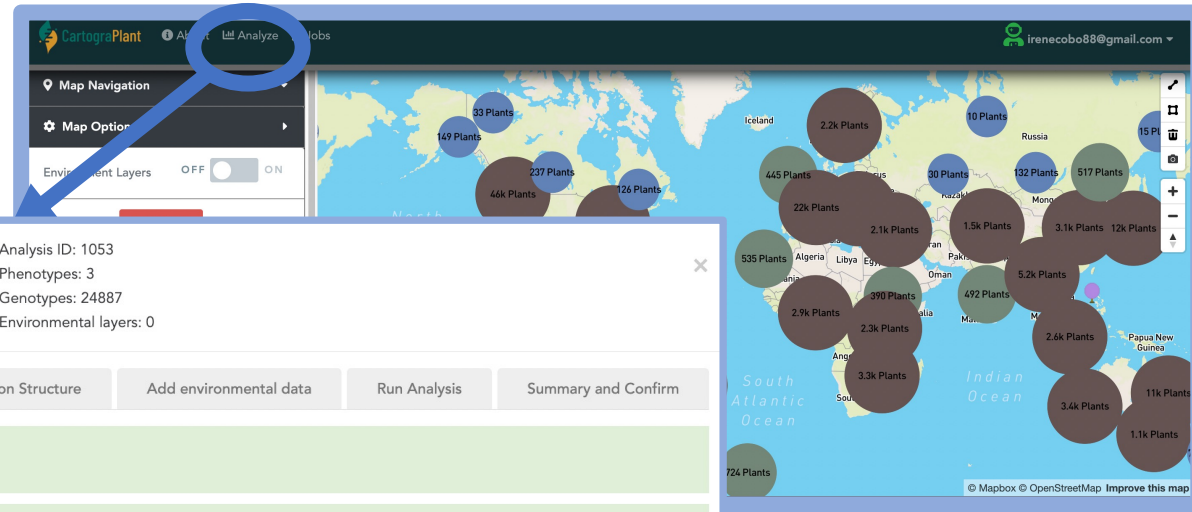 CartograPlant
Analyze
Jobs
irenecobo88@gmail.com
Map Navigation
Map Option
Environment Layers OFF ON
Analysis ID: 1053
Phenotypes: 3
Genotypes: 24887
Environmental layers: 0
on Structure
Add environmental data
Run Analysis
Summary and Confirm
33 Plants
149 Plants
237 Plants
46k Plants
126 Plants
North
Iceland
2.2k Plants
10 Plants
Russia
15 Pl
445 Plants
30 Plants
132 Plants
517 Plants
22k Plants
2.1k Plants
1.5k Plants
3.1k Plants
12k Plants
535 Plants
Algeria
Libya
Oman
5.2k Plants
390 Plants
492 Plants
2.9k Plants
2.3k Plants
2.6k Plants
Papua New
Guinea
3.3k Plants
South
Atlantic
Ocean
Indian
Ocean
3.4k Plants
11k Plants
1.1k Plants
724 Plants
© Mapbox © OpenStreetMap Improve this map